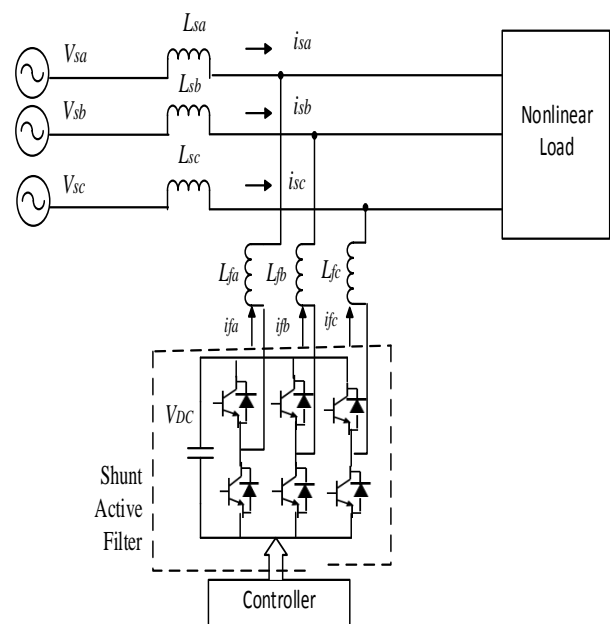 Lsa
Vsa
isa
Lsb
Vsb
isb
Nonlinear
Load
Lsc
Vsc
isc
Lfa
Lfb
Lfc
ifa
ifb
ifc
VDC
Shunt
Active
Filter
Controller